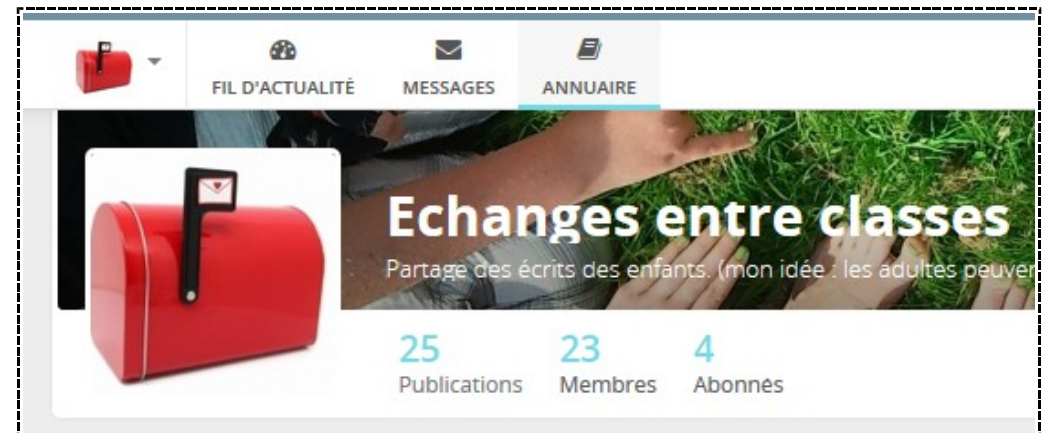 FIL D'ACTUALITÉ MESSAGES ANNUAIRE
Echanges entre classes
Partage des écrits des enfants. (mon idée : les adultes
25 23 4
Publications Membres Abonnés